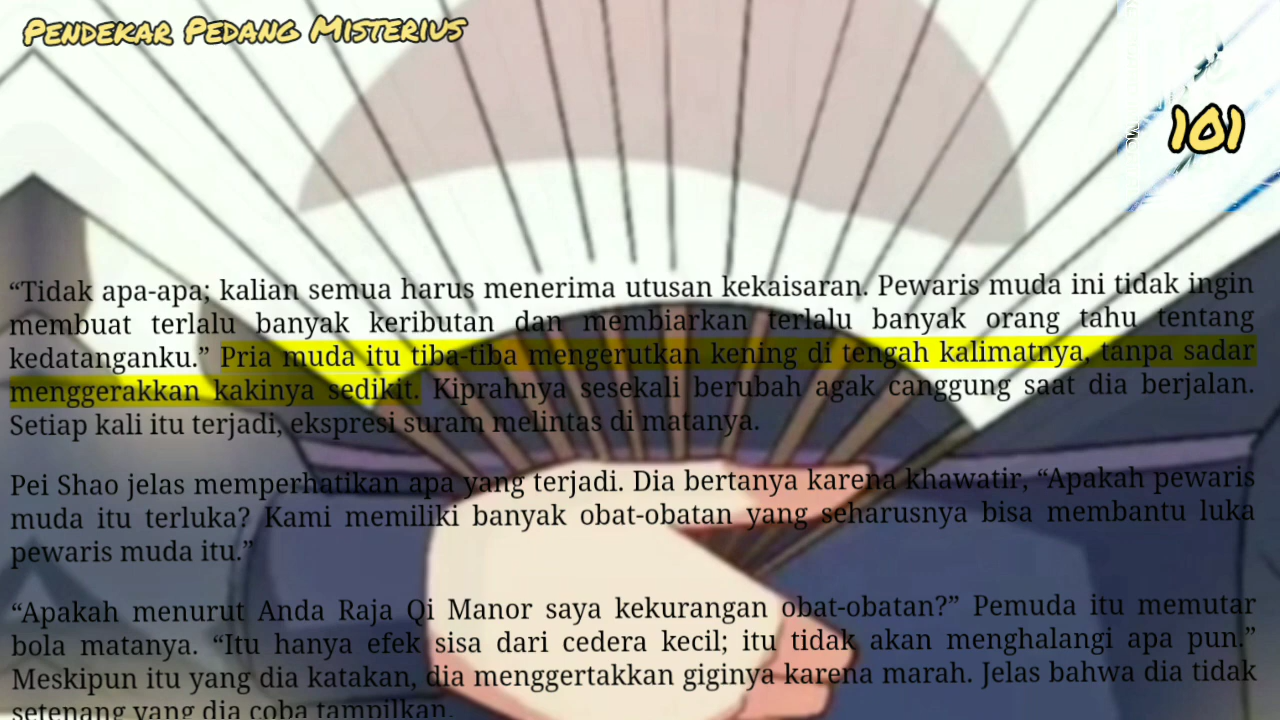 Pendekar Pedang Misterius
101
“Tidak apa-apa; kalian semua harus menerima utusan kekaisaran. Pewaris muda ini tidak ingin
membuat terlalu banyak keributan dan membiarkan terlalu banyak orang tahu tentang
kedatanganku.” Pria muda itu tiba-tiba mengerutkan kening di tengah kalimatnya, tanpa sadar
menggerakkan kakinya sedikit. Kiprahnya sesekali berubah agak canggung saat dia berjalan.
Setiap kali itu terjadi, ekspresi suram melintas di matanya.
Pei Shao jelas memperhatikan apa yang terjadi. Dia bertanya karena khawatir, “Apakah pewaris
muda itu terluka? Kami memiliki banyak obat-obatan yang seharusnya bisa membantu luka
pewaris muda itu.”
“Apakah menurut Anda Raja Qi Manor saya kekurangan obat-obatan?” Pemuda itu memutar
bola matanya. “Itu hanya efek sisa dari cedera kecil; itu tidak akan menghalangi apa pun.”
Meskipun itu yang dia katakan, dia menggertakkan giginya karena marah. Jelas bahwa dia tidak
setenang yang dia coba tampilkan.